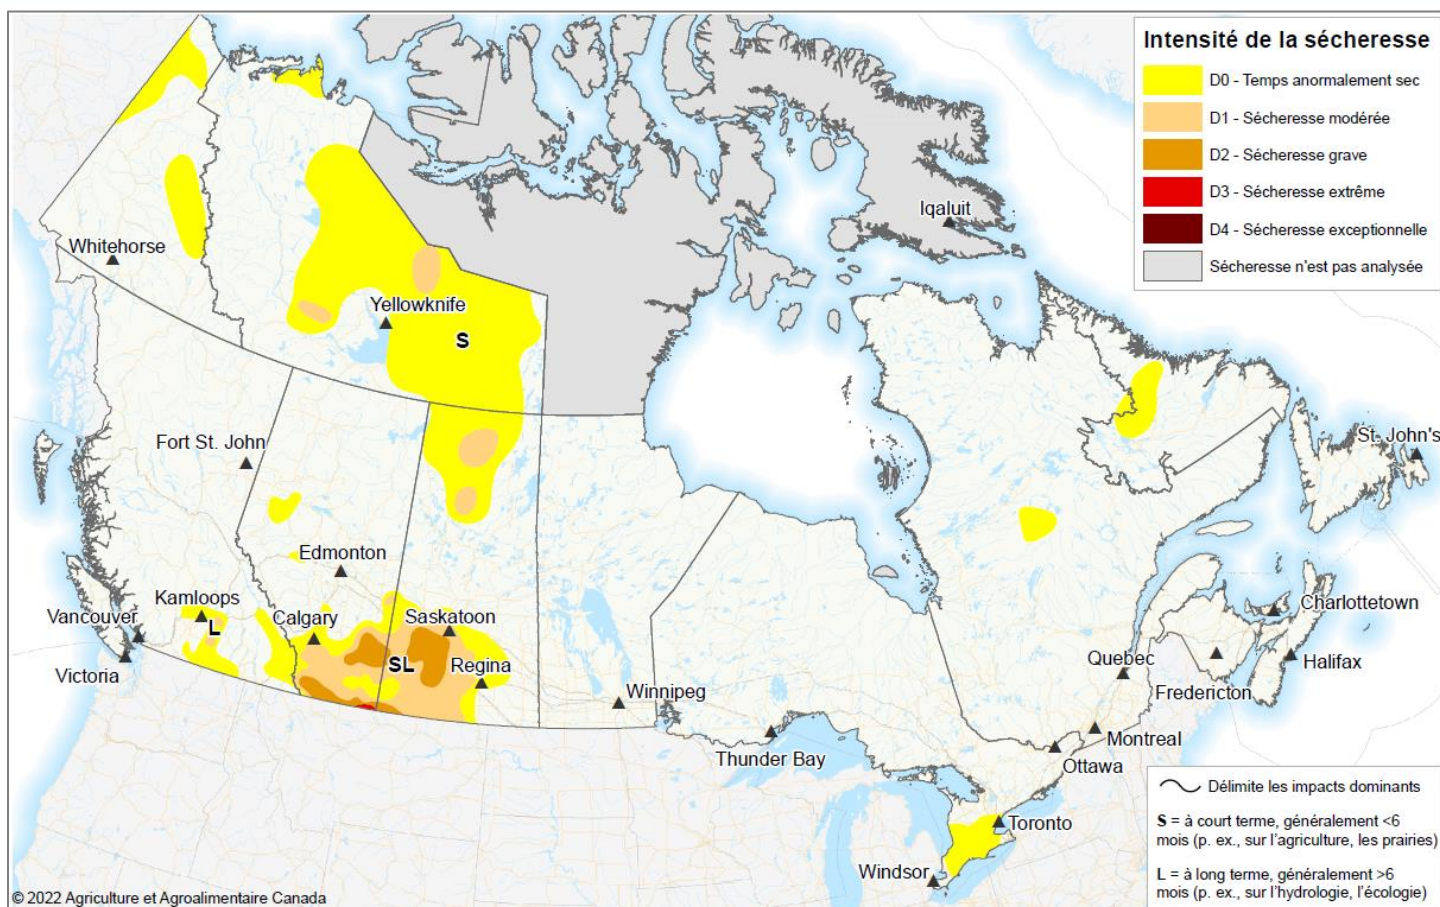 Intensité de la sécheresse
D0 - Temps anormalement sec
D1 - Sécheresse modérée
D2 - Sécheresse grave
D3 - Sécheresse extrême
D4 - Sécheresse exceptionnelle
Sécheresse n'est pas analysée
Iqaluit
Whitehorse
Yellowknife
S
Fort St. John
St. John's
Edmonton
Kamloops
L
Vancouver
Calgary
Saskatoon
Charlottetown
SL
Victoria
Regina
Quebec
Halifax
Winnipeg
Fredericton
Montreal
Thunder Bay
Ottawa
Toronto
Windsor
Délimite les impacts dominants
S = à court terme, généralement <6
mois (p. ex., sur l'agriculture, les prairies)
L = à long terme, généralement >6
mois (p. ex., sur l'hydrologie, l'écologie)
© 2022 Agriculture et Agroalimentaire Canada